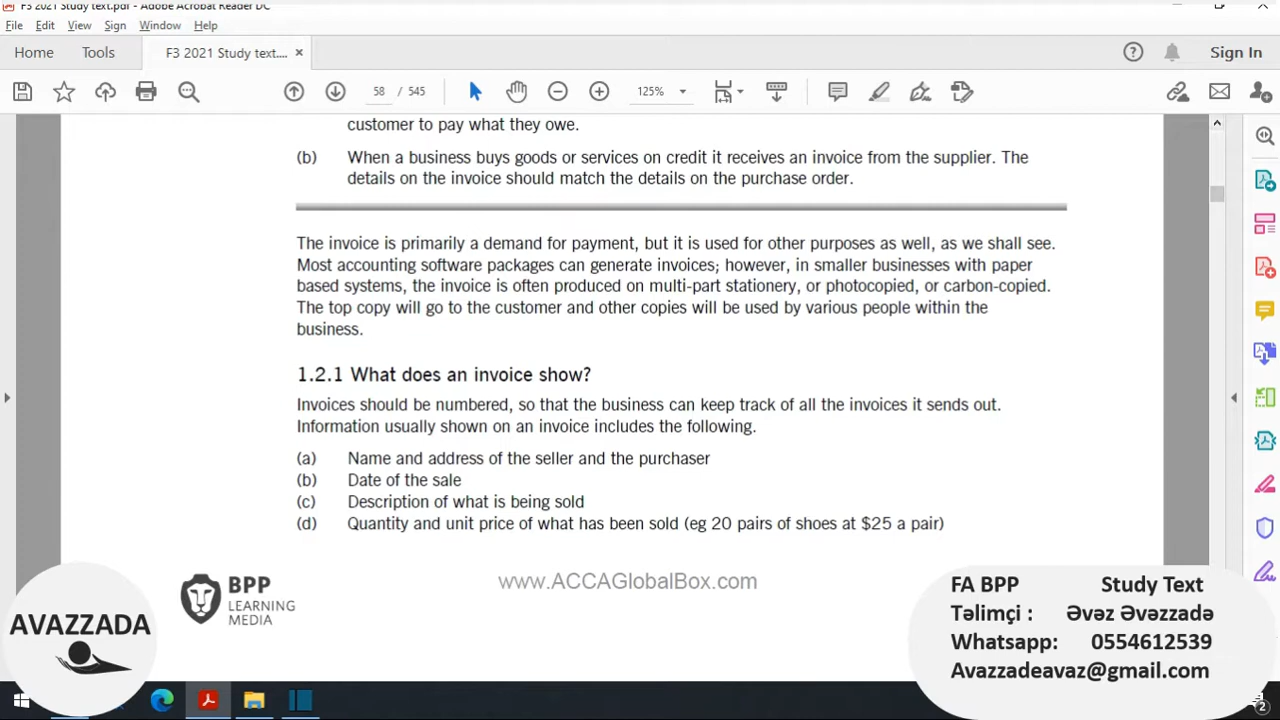 F3 2021 Study text.pdf - Adobe Acrobat Reader DC
File Edit View Sign Window Help
Home Tools F3 2021 Study text.... × Sign In
58 / 545 125%
customer to pay what they owe.
(b) When a business buys goods or services on credit it receives an invoice from the supplier. The
details on the invoice should match the details on the purchase order.
The invoice is primarily a demand for payment, but it is used for other purposes as well, as we shall see.
Most accounting software packages can generate invoices; however, in smaller businesses with paper
based systems, the invoice is often produced on multi-part stationery, or photocopied, or carbon-copied.
The top copy will go to the customer and other copies will be used by various people within the
business.
1.2.1 What does an invoice show?
Invoices should be numbered, so that the business can keep track of all the invoices it sends out.
Information usually shown on an invoice includes the following.
(a) Name and address of the seller and the purchaser
(b) Date of the sale
(c) Description of what is being sold
(d) Quantity and unit price of what has been sold (eg 20 pairs of shoes at $25 a pair)
BPP
LEARNING
MEDIA
www.ACCAGlobalBox.com
AVAZZADA
FA BPP Study Text
Təlimçi : Əvəz Əvəzzadə
Whatsapp: 0554612539
Avazzadeavaz@gmail.com
2